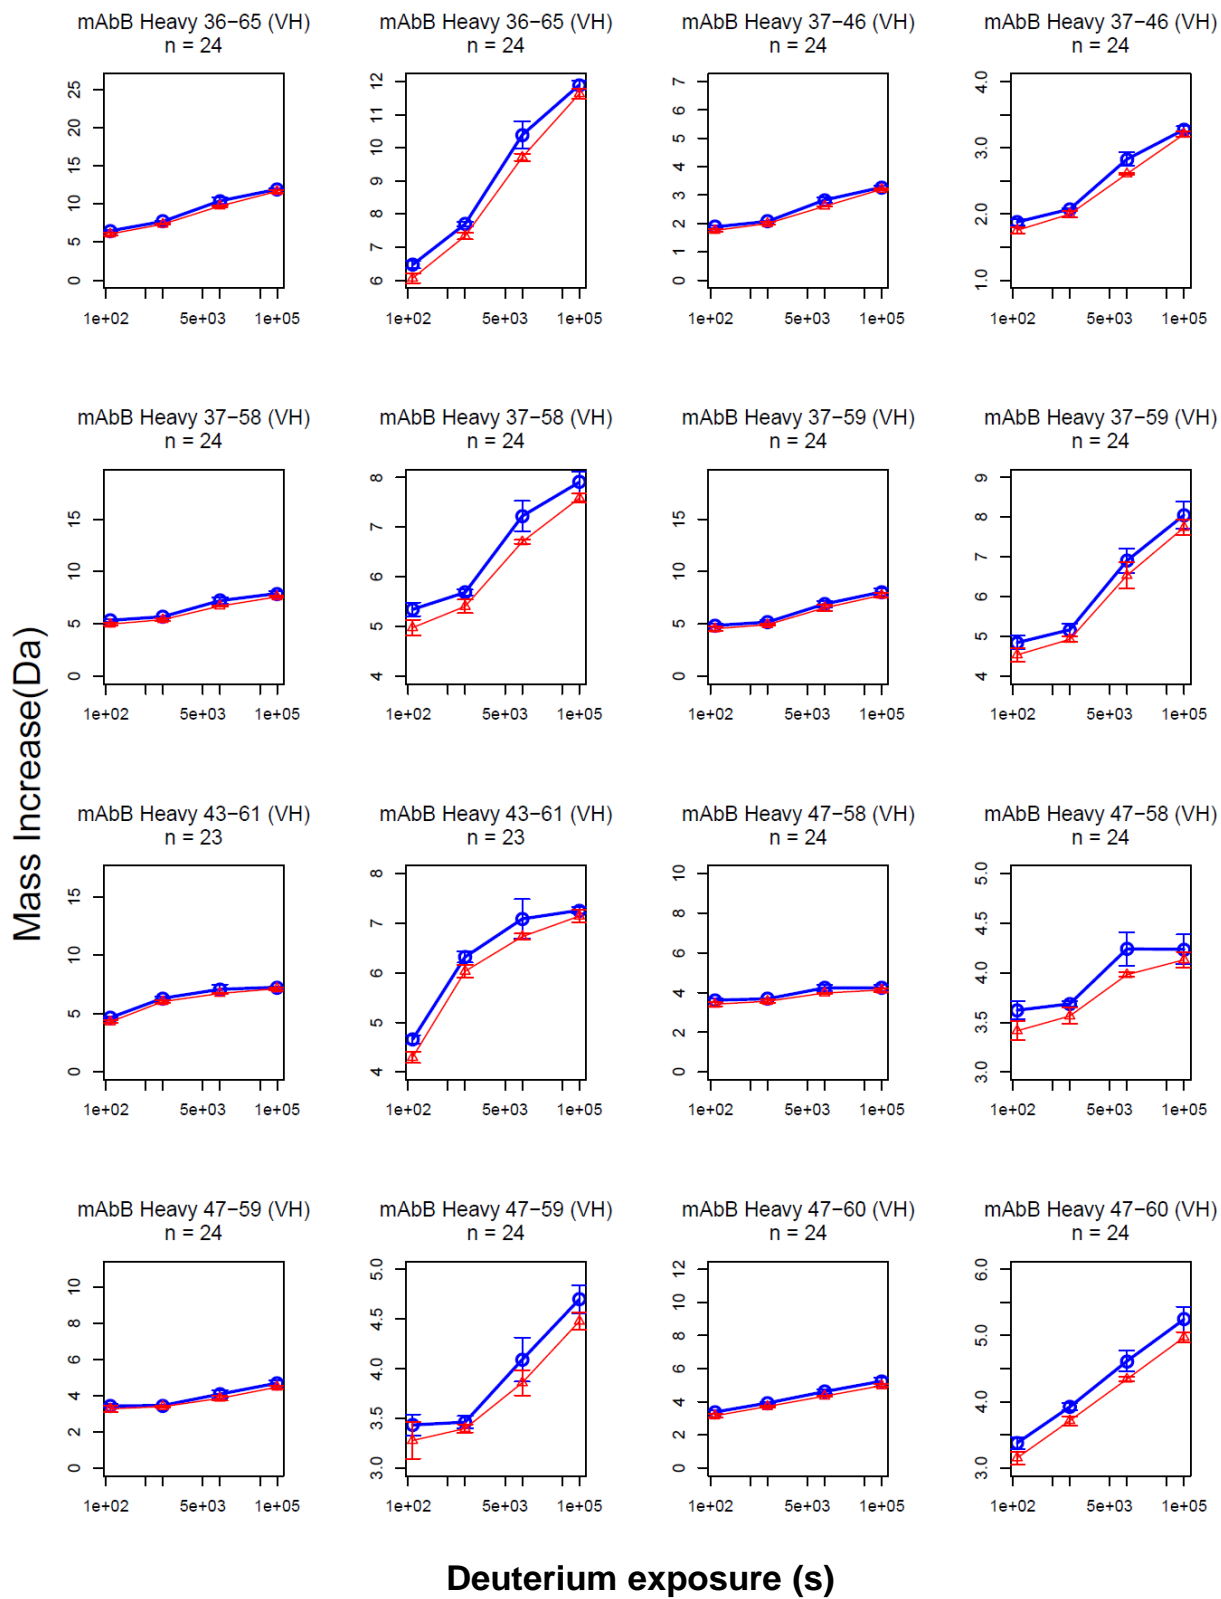 mAbB Heavy 36−65 (VH)
n = 24
0 5 10 15 20 25
1e+02 5e+03 1e+05
mAbB Heavy 36−65 (VH)
n = 24
6 7 8 9 10 11 12
1e+02 5e+03 1e+05
mAbB Heavy 37−46 (VH)
n = 24
0 1 2 3 4 5 6 7
1e+02 5e+03 1e+05
mAbB Heavy 37−46 (VH)
n = 24
1.0 2.0 3.0 4.0
1e+02 5e+03 1e+05
mAbB Heavy 37−58 (VH)
n = 24
0 5 10 15
1e+02 5e+03 1e+05
mAbB Heavy 37−58 (VH)
n = 24
4 5 6 7 8
1e+02 5e+03 1e+05
mAbB Heavy 37−59 (VH)
n = 24
0 5 10 15
1e+02 5e+03 1e+05
mAbB Heavy 37−59 (VH)
n = 24
4 5 6 7 8 9
1e+02 5e+03 1e+05
Mass Increase(Da)
mAbB Heavy 43−61 (VH)
n = 23
0 5 10 15
1e+02 5e+03 1e+05
mAbB Heavy 43−61 (VH)
n = 23
4 5 6 7 8
1e+02 5e+03 1e+05
mAbB Heavy 47−58 (VH)
n = 24
0 2 4 6 8 10
1e+02 5e+03 1e+05
mAbB Heavy 47−58 (VH)
n = 24
3.0 3.5 4.0 4.5 5.0
1e+02 5e+03 1e+05
mAbB Heavy 47−59 (VH)
n = 24
0 2 4 6 8 10
1e+02 5e+03 1e+05
mAbB Heavy 47−59 (VH)
n = 24
3.0 3.5 4.0 4.5 5.0
1e+02 5e+03 1e+05
mAbB Heavy 47−60 (VH)
n = 24
0 2 4 6 8 10 12
1e+02 5e+03 1e+05
mAbB Heavy 47−60 (VH)
n = 24
3.0 4.0 5.0 6.0
1e+02 5e+03 1e+05
Deuterium exposure (s)